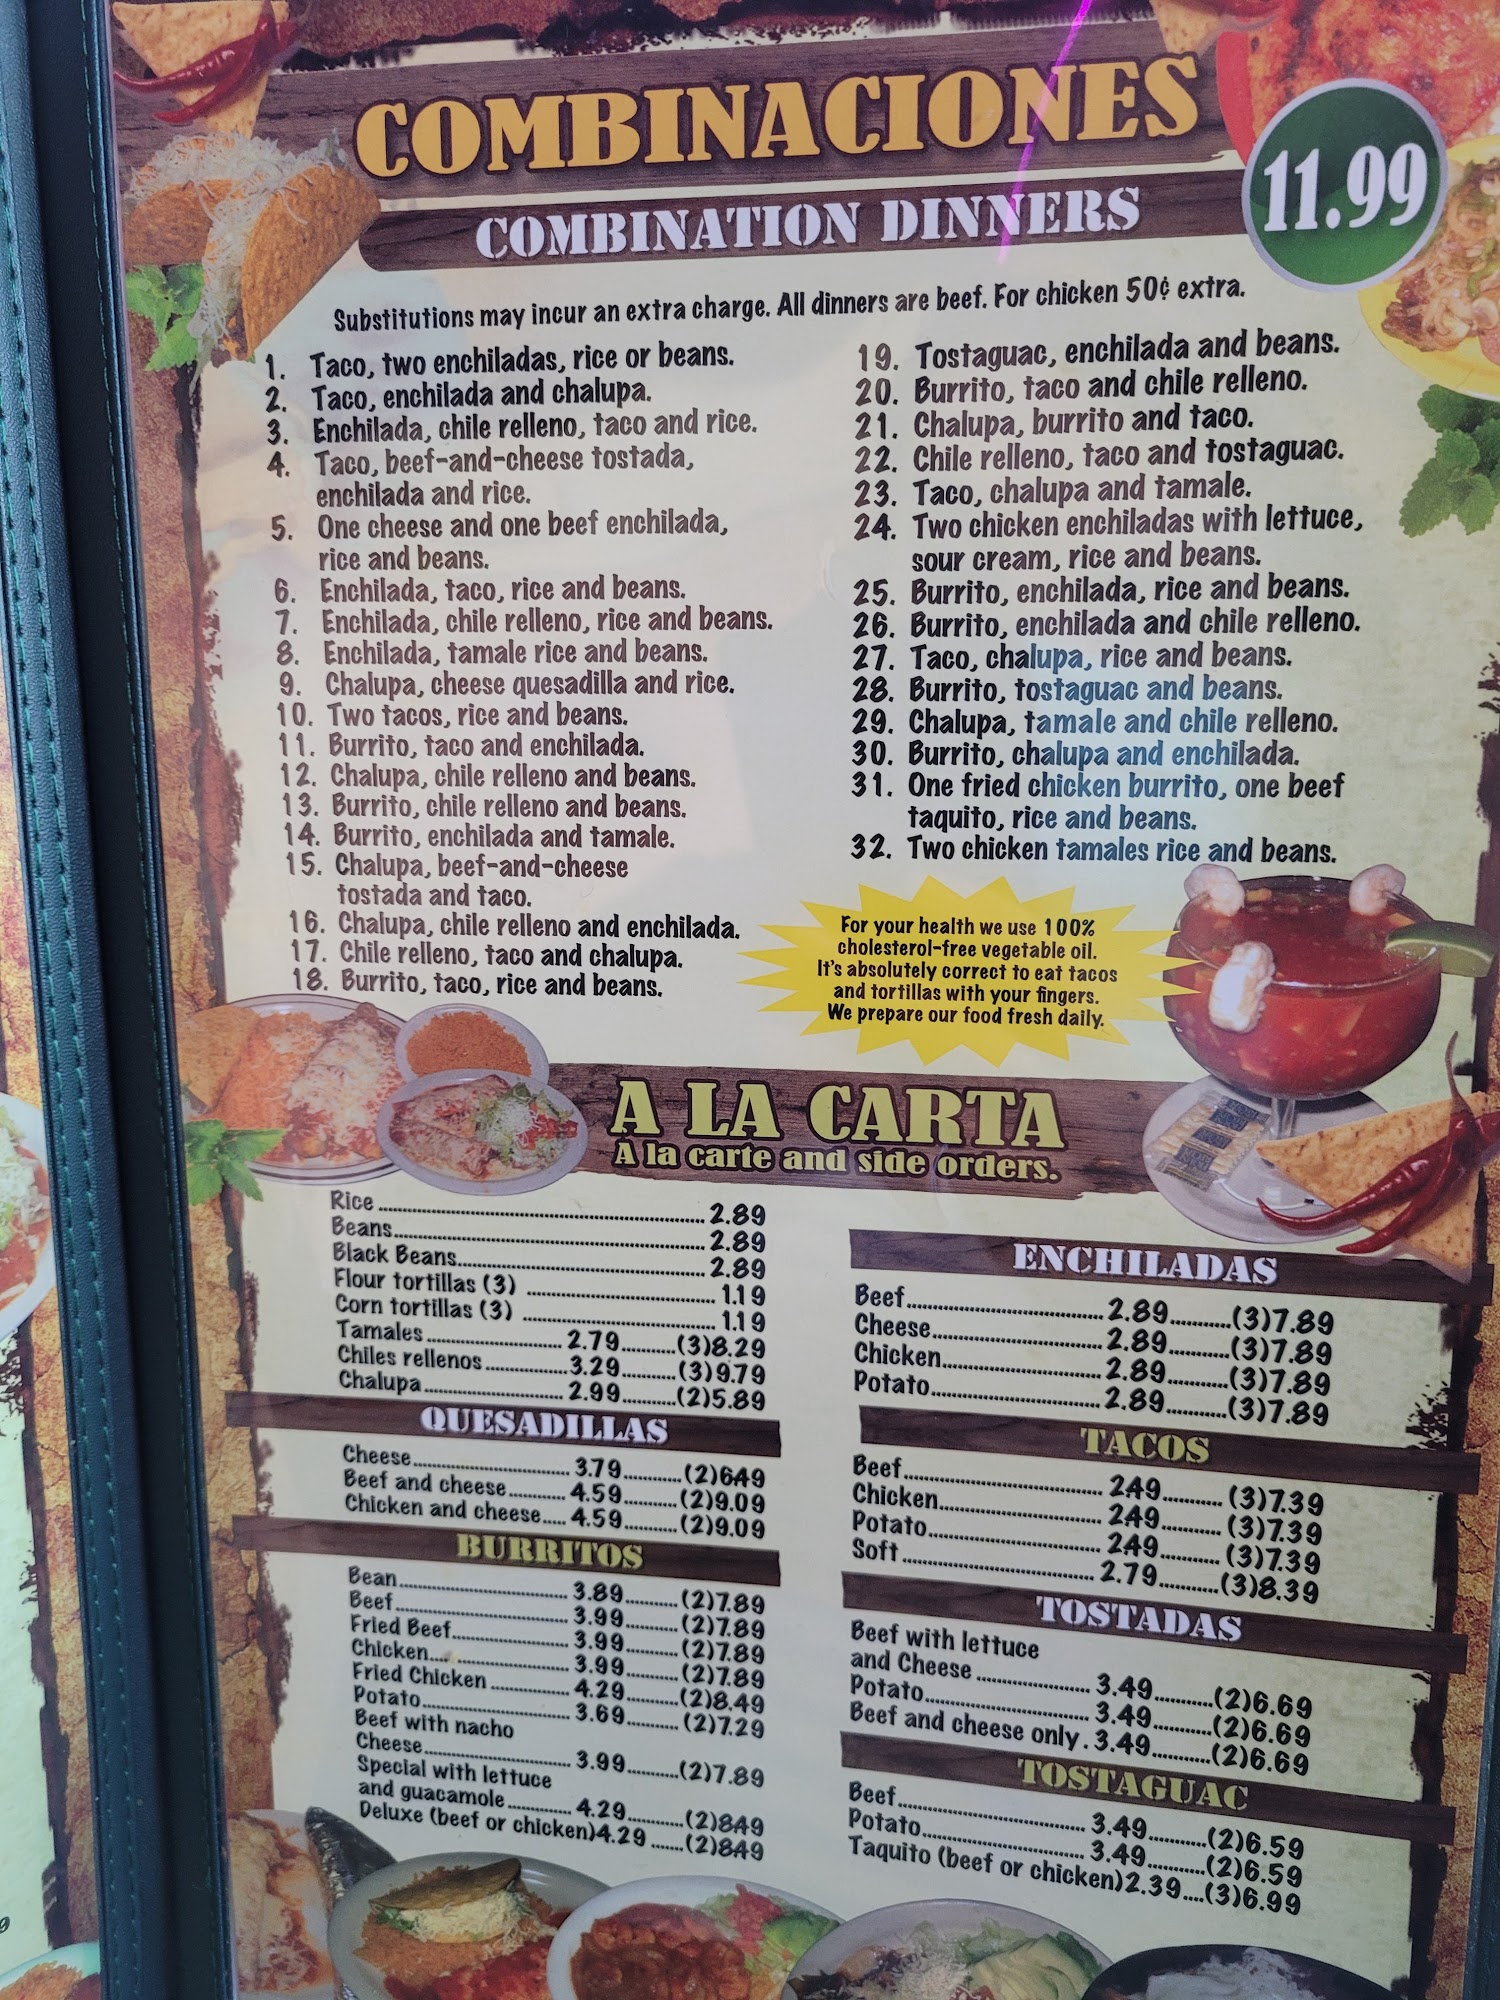 COMBINACIONES
COMBINATION DINNERS
11.99
Substitutions may incur an extra charge. All dinners are beef. For chicken 50¢ extra.
1. Taco, two enchiladas, rice or beans.
2. Taco, enchilada and chalupa.
3. Enchilada, chile relleno, taco and rice.
4. Taco, beef-and-cheese tostada,
enchilada and rice.
5. One cheese and one beef enchilada,
rice and beans.
6. Enchilada, taco, rice and beans.
7. Enchilada, chile relleno, rice and beans.
8. Enchilada, tamale rice and beans.
9. Chalupa, cheese quesadilla and rice.
10. Two tacos, rice and beans.
11. Burrito, taco and enchilada.
12. Chalupa, chile relleno and beans.
13. Burrito, chile relleno and beans.
14. Burrito, enchilada and tamale.
15. Chalupa, beef-and-cheese
tostada and taco.
16. Chalupa, chile relleno and enchilada.
17. Chile relleno, taco and chalupa.
18. Burrito, taco, rice and beans.
19. Tostaguac, enchilada and beans.
20. Burrito, taco and chile relleno.
21. Chalupa, burrito and taco.
22. Chile relleno, taco and tostaguac.
23. Taco, chalupa and tamale.
24. Two chicken enchiladas with lettuce,
sour cream, rice and beans.
25. Burrito, enchilada, rice and beans.
26. Burrito, enchilada and chile relleno.
27. Taco, chalupa, rice and beans.
28. Burrito, tostaguac and beans.
29. Chalupa, tamale and chile relleno.
30. Burrito, chalupa and enchilada.
31. One fried chicken burrito, one beef
taquito, rice and beans.
32. Two chicken tamales rice and beans.
For your health we use 100%
cholesterol-free vegetable oil.
It's absolutely correct to eat tacos
and tortillas with your fingers.
We prepare our food fresh daily.
A LA CARTA
A la carte and side orders.
Rice 2.89
Beans 2.89
Black Beans 2.89
Flour tortillas (3) 1.19
Corn tortillas (3) 1.19
Tamales 2.79 (3)8.29
Chiles rellenos 3.29 (3)9.79
Chalupa 2.99 (2)5.89
QUESADILLAS
Cheese 3.79 (2)6.49
Beef and cheese 4.59 (2)9.09
Chicken and cheese 4.59 (2)9.09
BURRITOS
Bean 3.89 (2)7.89
Beef 3.99 (2)7.89
Fried Beef 3.99 (2)7.89
Chicken 3.99 (2)7.89
Fried Chicken 4.29 (2)8.49
Potato 3.69 (2)7.29
Beef with nacho
Cheese 3.99 (2)7.89
Special with lettuce
and guacamole 4.29 (2)8.49
Deluxe (beef or chicken)4.29 (2)8.49
ENCHILADAS
Beef 2.89 (3)7.89
Cheese 2.89 (3)7.89
Chicken 2.89 (3)7.89
Potato 2.89 (3)7.89
TACOS
Beef 2.49 (3)7.39
Chicken 2.49 (3)7.39
Potato 2.49 (3)7.39
Soft 2.79 (3)8.39
TOSTADAS
Beef with lettuce
and Cheese 3.49 (2)6.69
Potato 3.49 (2)6.69
Beef and cheese only . 3.49 (2)6.69
TOSTAGUAC
Beef 3.49 (2)6.59
Potato 3.49 (2)6.59
Taquito (beef or chicken)2.39 (3)6.99